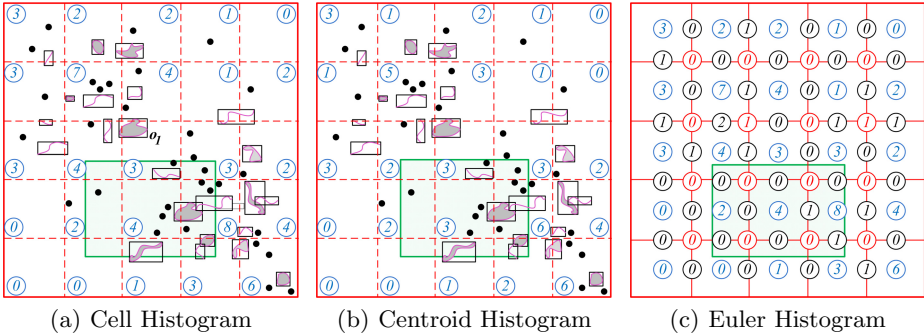 3 2 2 1 0
3 7 4 1 2
o1
3 4 3 3 2
0 2 4 8 4
0 0 1 3 6
(a) Cell Histogram
3 1 2 1 0
3 5 3 1 0
3 3 3 3 2
0 2 4 6 4
0 0 1 2 6
(b) Centroid Histogram
3 0 2 1 2 0 1 0 0
1 0 0 0 0 0 0 0 0
3 0 7 1 4 0 1 1 2
1 0 2 0 0 0 1 1 1
3 1 4 1 3 0 3 0 2
0 0 0 0 0 0 0 0 0
0 0 2 0 4 1 8 1 4
0 0 0 0 0 0 1 0 0
0 0 0 0 1 0 3 1 6
(c) Euler Histogram